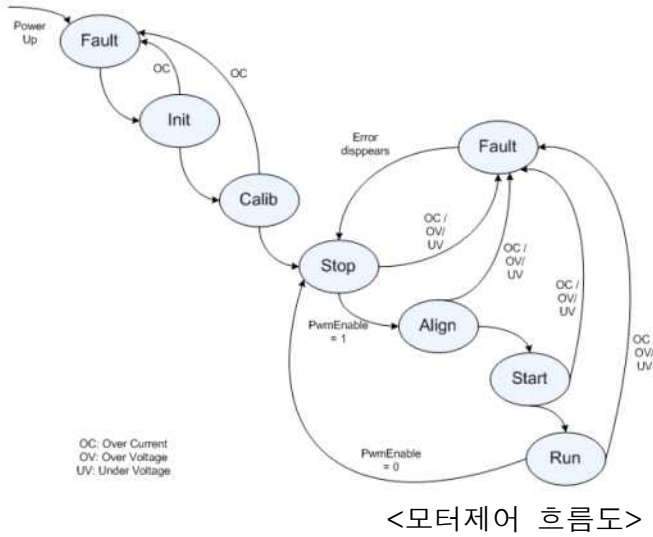 Power
Up
Fault
OC
OC
Init
Calib
Error
disppears
Fault
OC /
OV/
UV
OC /
OV/
UV
Stop
PwmEnable
= 1
Align
OC /
OV/
UV
Start
OC /
OV/
UV
Run
PwmEnable
= 0
OC: Over Current
OV: Over Voltage
UV: Under Voltage
<모터제어 흐름도>